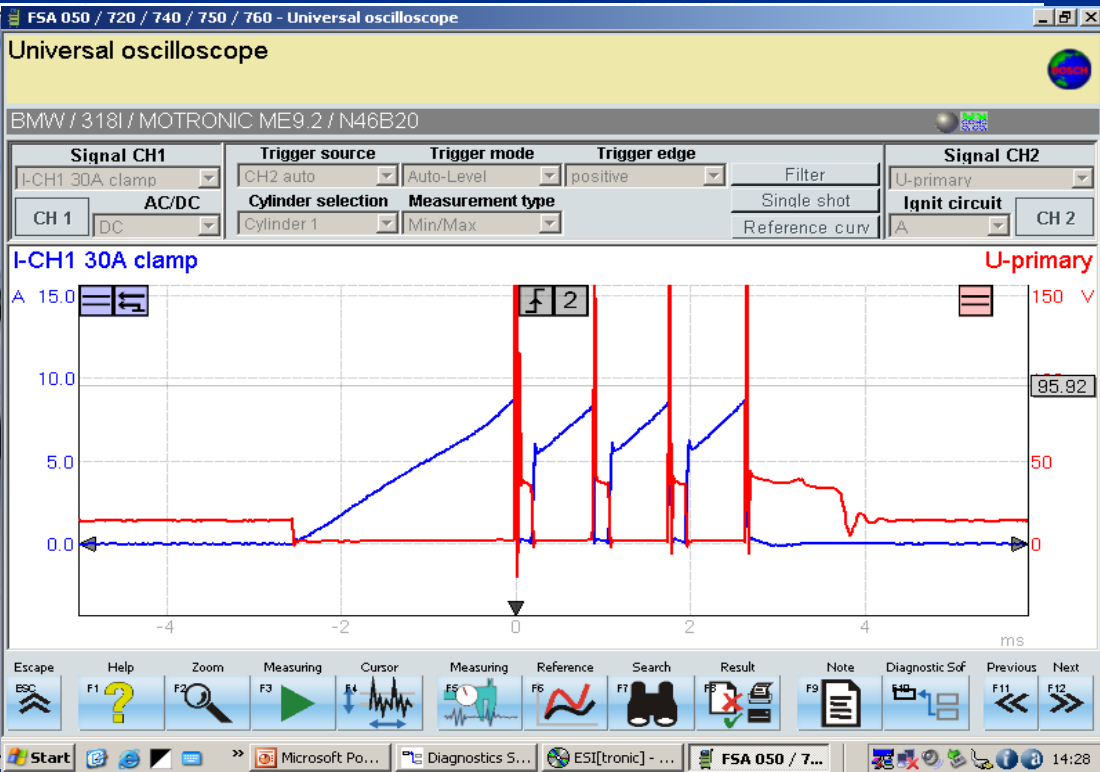 FSA 050 / 720 / 740 / 750 / 760 - Universal oscilloscope
Universal oscilloscope
BOSCH
BMW / 318I / MOTRONIC ME9.2 / N46B20
Signal CH1 Trigger source Trigger mode Trigger edge Signal CH2
I-CH1 30A clamp CH2 auto Auto-Level positive Filter U-primary
AC/DC Cylinder selection Measurement type Single shot Ignit circuit
CH 1 DC Cylinder 1 Min/Max Reference curv A CH 2
I-CH1 30A clamp U-primary
A 15.0 2 150 V
10.0 95.92
5.0 50
0.0 0
-4 -2 0 2 4
ms
Escape Help Zoom Measuring Cursor Measuring Reference Search Result Note Diagnostic Sof Previous Next
ESC F1 F2 F3 F4 F5 F6 F7 F8 F9 F10 F11 F12
Start Microsoft Po... Diagnostics S... ESI[tronic] - ... FSA 050 / 7... 14:28